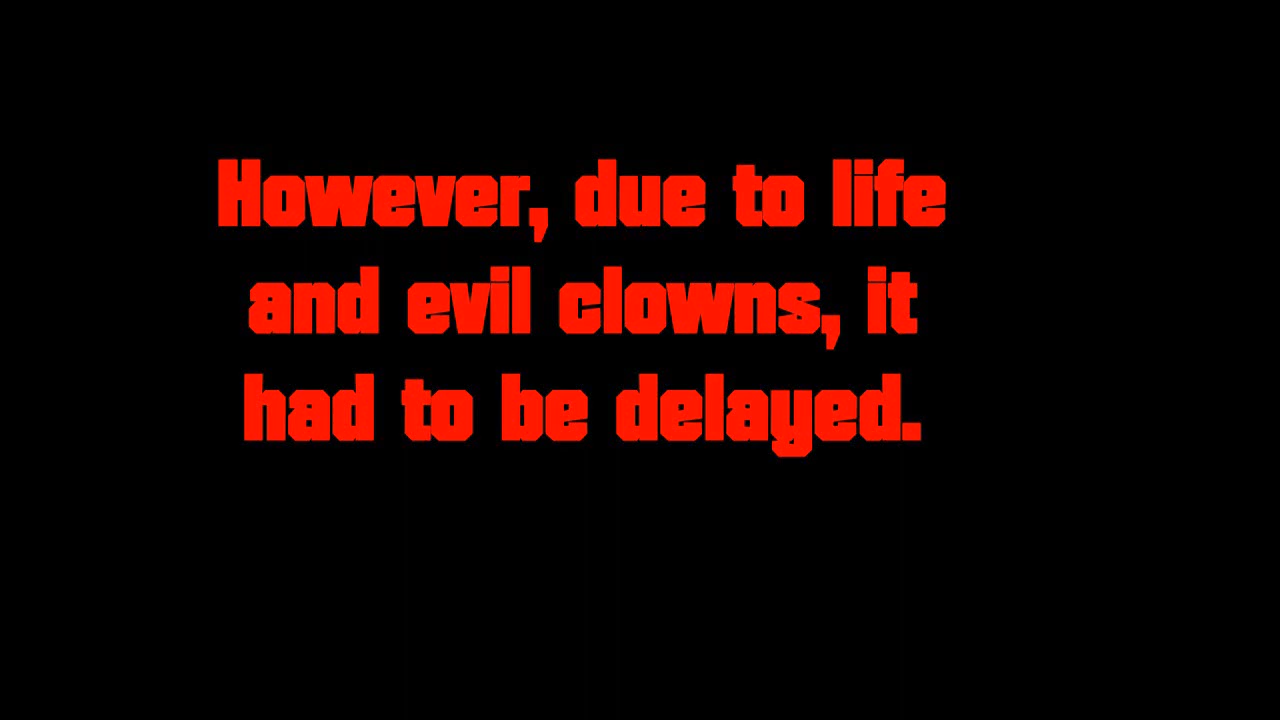 However, due to life
and evil clowns, it
had to be delayed.